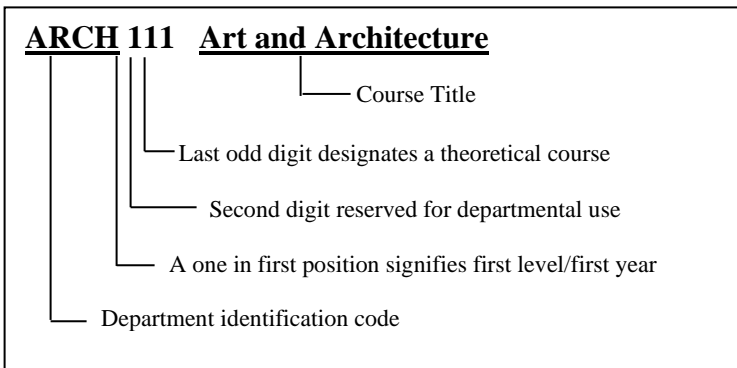 ARCH 111 Art and Architecture
Course Title
Last odd digit designates a theoretical course
Second digit reserved for departmental use
A one in first position signifies first level/first year
Department identification code